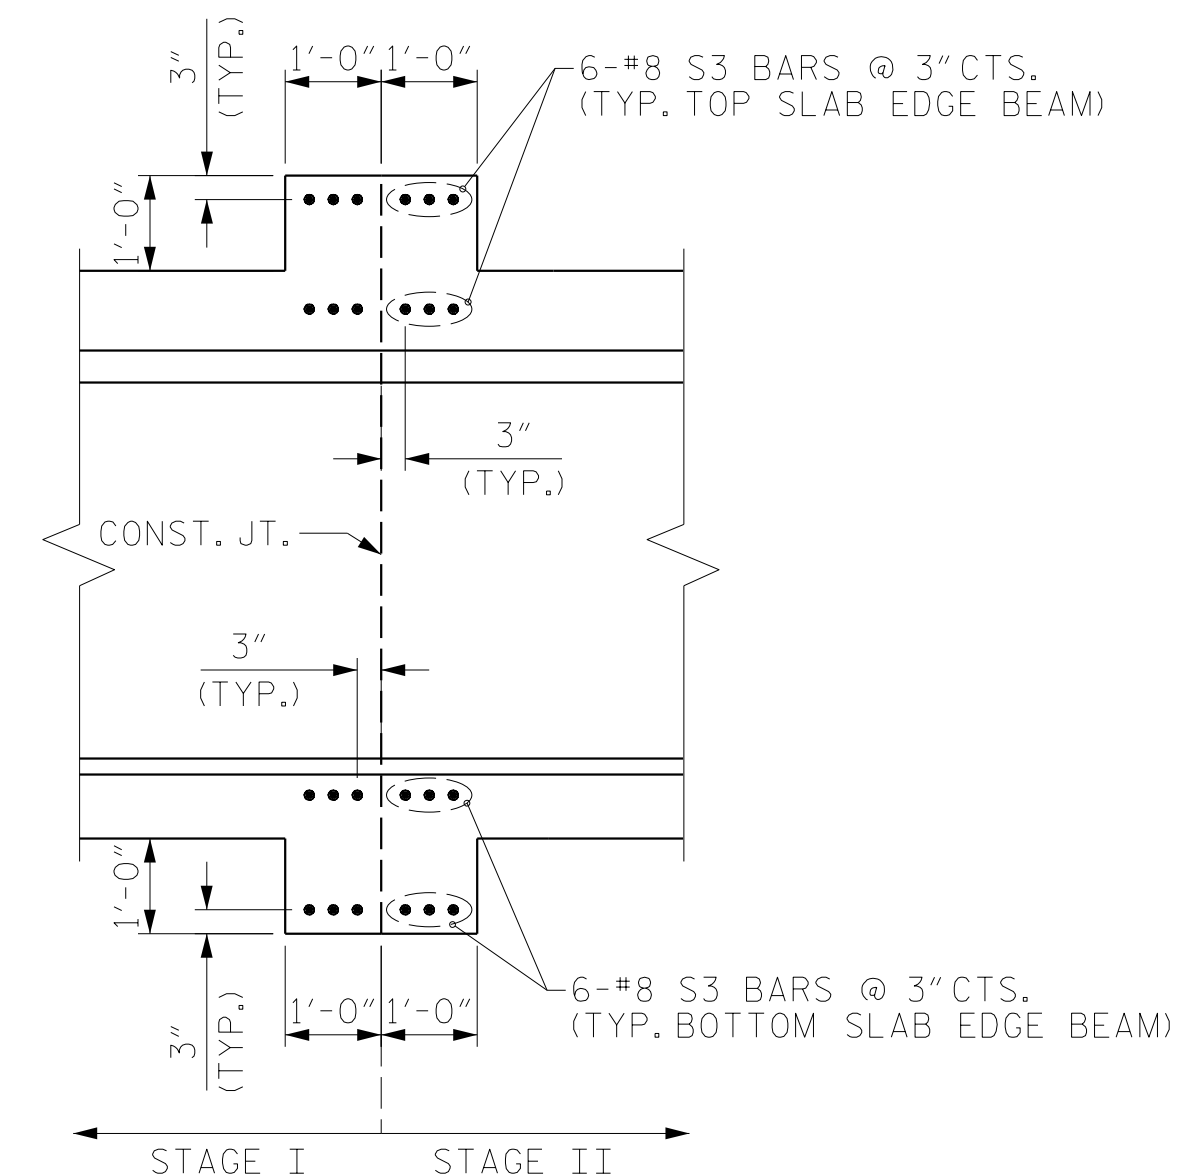 3" (TYP.)
1'-0" 1'-0"
6-#8 S3 BARS @ 3" CTS.
(TYP. TOP SLAB EDGE BEAM)
1'-0"
3"
(TYP.)
CONST. JT.
3"
(TYP.)
1'-0"
3" (TYP.)
1'-0" 1'-0"
6-#8 S3 BARS @ 3" CTS.
(TYP. BOTTOM SLAB EDGE BEAM)
STAGE I STAGE II